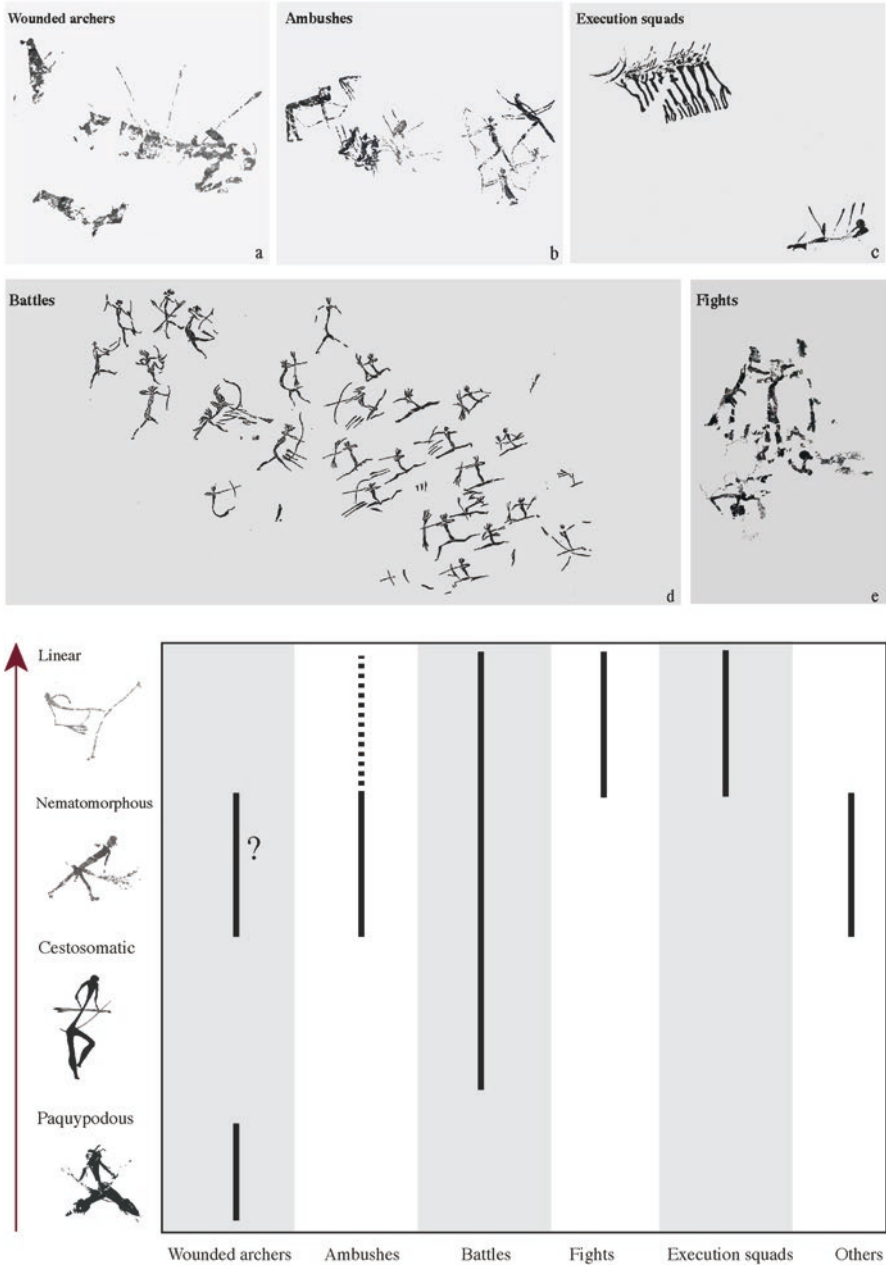 Wounded archers
a
Ambushes
b
Execution squads
c
Battles
d
Fights
e
Linear
Nematomorphous
?
Cestosomatic
Paquypodous
Wounded archers Ambushes Battles Fights Execution squads Others